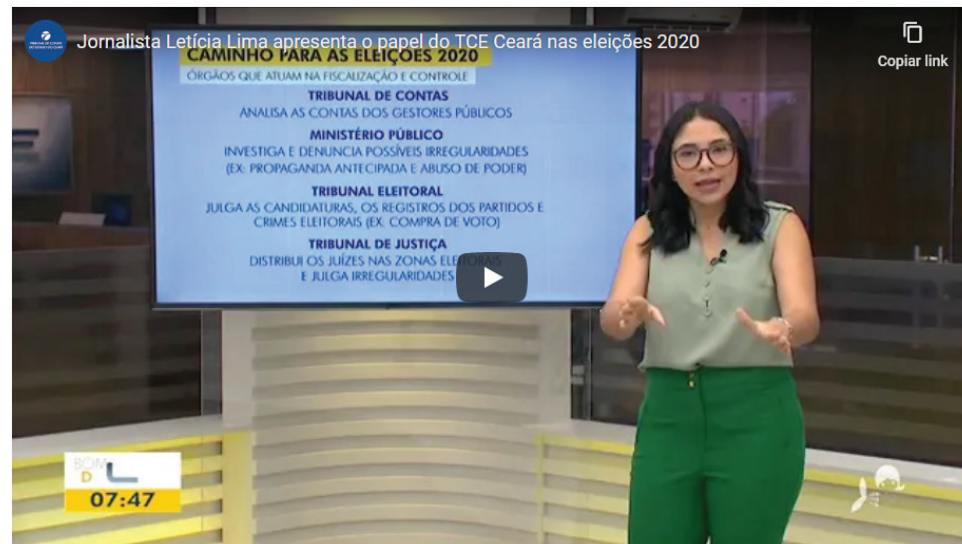 Jornalista Letícia Lima apresenta o papel do TCE Ceará nas eleições 2020
Copiar link
CAMINHO PARA AS ELEIÇÕES 2020
ÓRGÃOS QUE ATUAM NA FISCALIZAÇÃO E CONTROLE
TRIBUNAL DE CONTAS
ANALISA AS CONTAS DOS GESTORES PÚBLICOS
MINISTÉRIO PÚBLICO
INVESTIGA E DENUNCIA POSSÍVEIS IRREGULARIDADES
(EX: PROPAGANDA ANTECIPADA E ABUSO DE PODER)
TRIBUNAL ELEITORAL
JULGA AS CANDIDATURAS, OS REGISTROS DOS PARTIDOS E
CRIMES ELEITORAIS (EX: COMPRA DE VOTO)
TRIBUNAL DE JUSTIÇA
DISTRIBUI OS JUÍZES NAS ZONAS ELEITORAIS
E JULGA IRREGULARIDADES
BOM
D
07:47